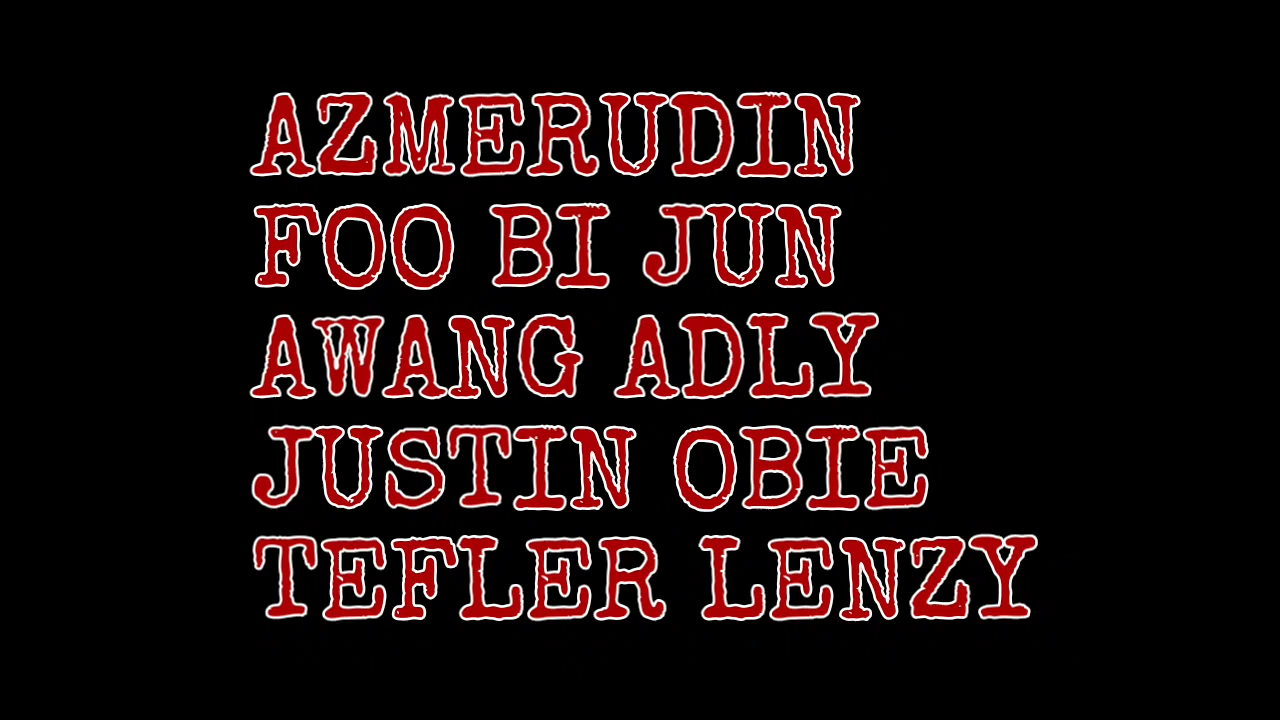 AZMERUDIN
FOO BI JUN
AWANG ADLY
JUSTIN OBIE
TEFLER LENZY